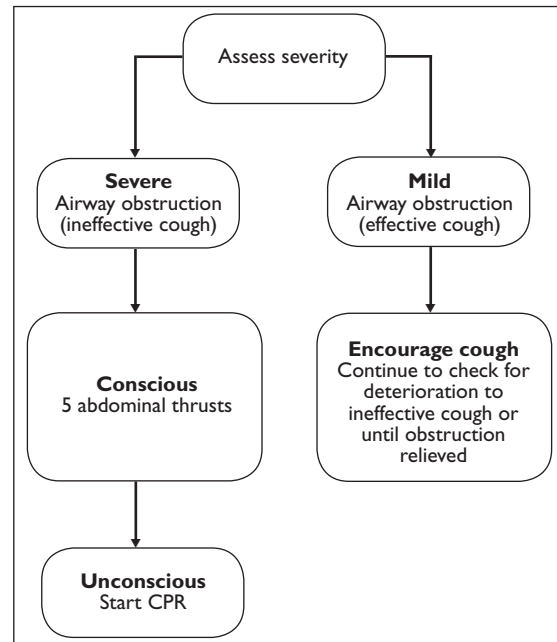 Assess severity
Severe
Airway obstruction
(ineffective cough)
Mild
Airway obstruction
(effective cough)
Conscious
5 abdominal thrusts
Encourage cough
Continue to check for
deterioration to
ineffective cough or
until obstruction
relieved
Unconscious
Start CPR